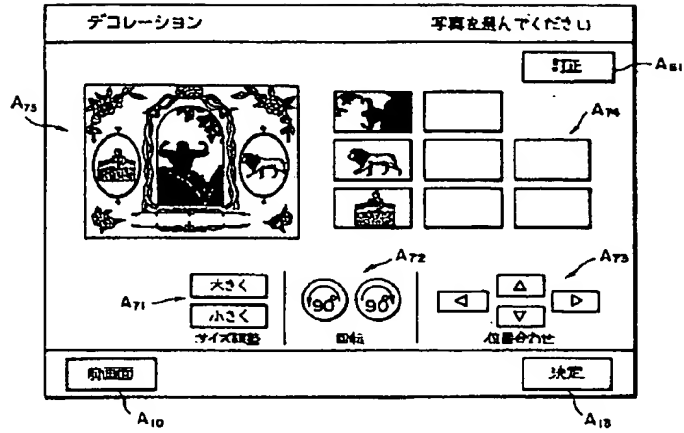 デコレーション 写真を選んでください
訂正 A61
A75
A74
A72
A73
A71
大きく
小さく
90 90
サイズ調整 回転 位置合わせ
前画面 決定
A10 A18